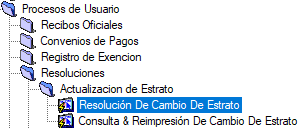 Procesos de Usuario
Recibos Oficiales
Convenios de Pagos
Registro de Exencion
Resoluciones
Actualizacion de Estrato
Resolución De Cambio De Estrato
Consulta & Reimpresión De Cambio De Estrato